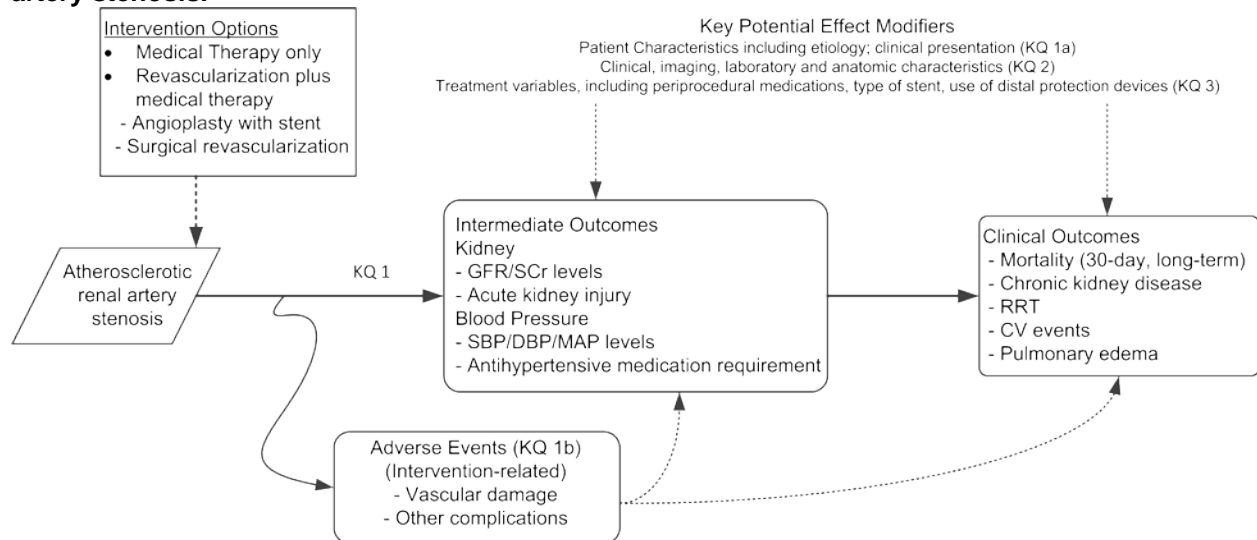 artery stenosis.
Intervention Options
• Medical Therapy only
• Revascularization plus
medical therapy
- Angioplasty with stent
- Surgical revascularization
Key Potential Effect Modifiers
Patient Characteristics including etiology; clinical presentation (KQ 1a)
Clinical, imaging, laboratory and anatomic characteristics (KQ 2)
Treatment variables, including periprocedural medications, type of stent, use of distal protection devices (KQ 3)
Atherosclerotic
renal artery
stenosis
KQ 1
Intermediate Outcomes
Kidney
- GFR/SCr levels
- Acute kidney injury
Blood Pressure
- SBP/DBP/MAP levels
- Antihypertensive medication requirement
Clinical Outcomes
- Mortality (30-day, long-term)
- Chronic kidney disease
- RRT
- CV events
- Pulmonary edema
Adverse Events (KQ 1b)
(Intervention-related)
- Vascular damage
- Other complications